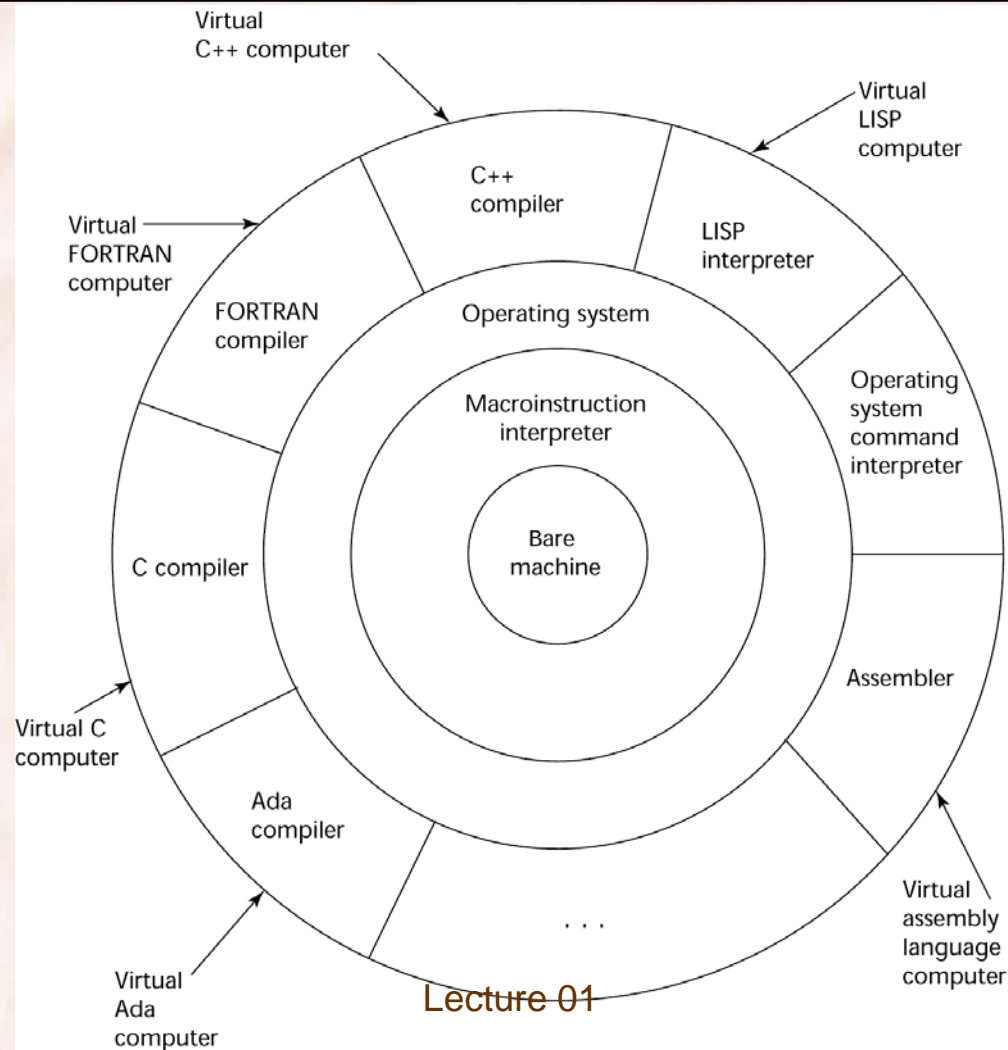 Virtual
C++ computer
Virtual
LISP
computer
C++
compiler
Virtual
FORTRAN
computer
LISP
interpreter
FORTRAN
compiler
Operating system
Operating
system
command
interpreter
Macroinstruction
interpreter
Bare
machine
C compiler
Assembler
Virtual C
computer
Ada
compiler
Virtual
assembly
language
computer
. . .
Virtual
Ada
computer
Lecture 01